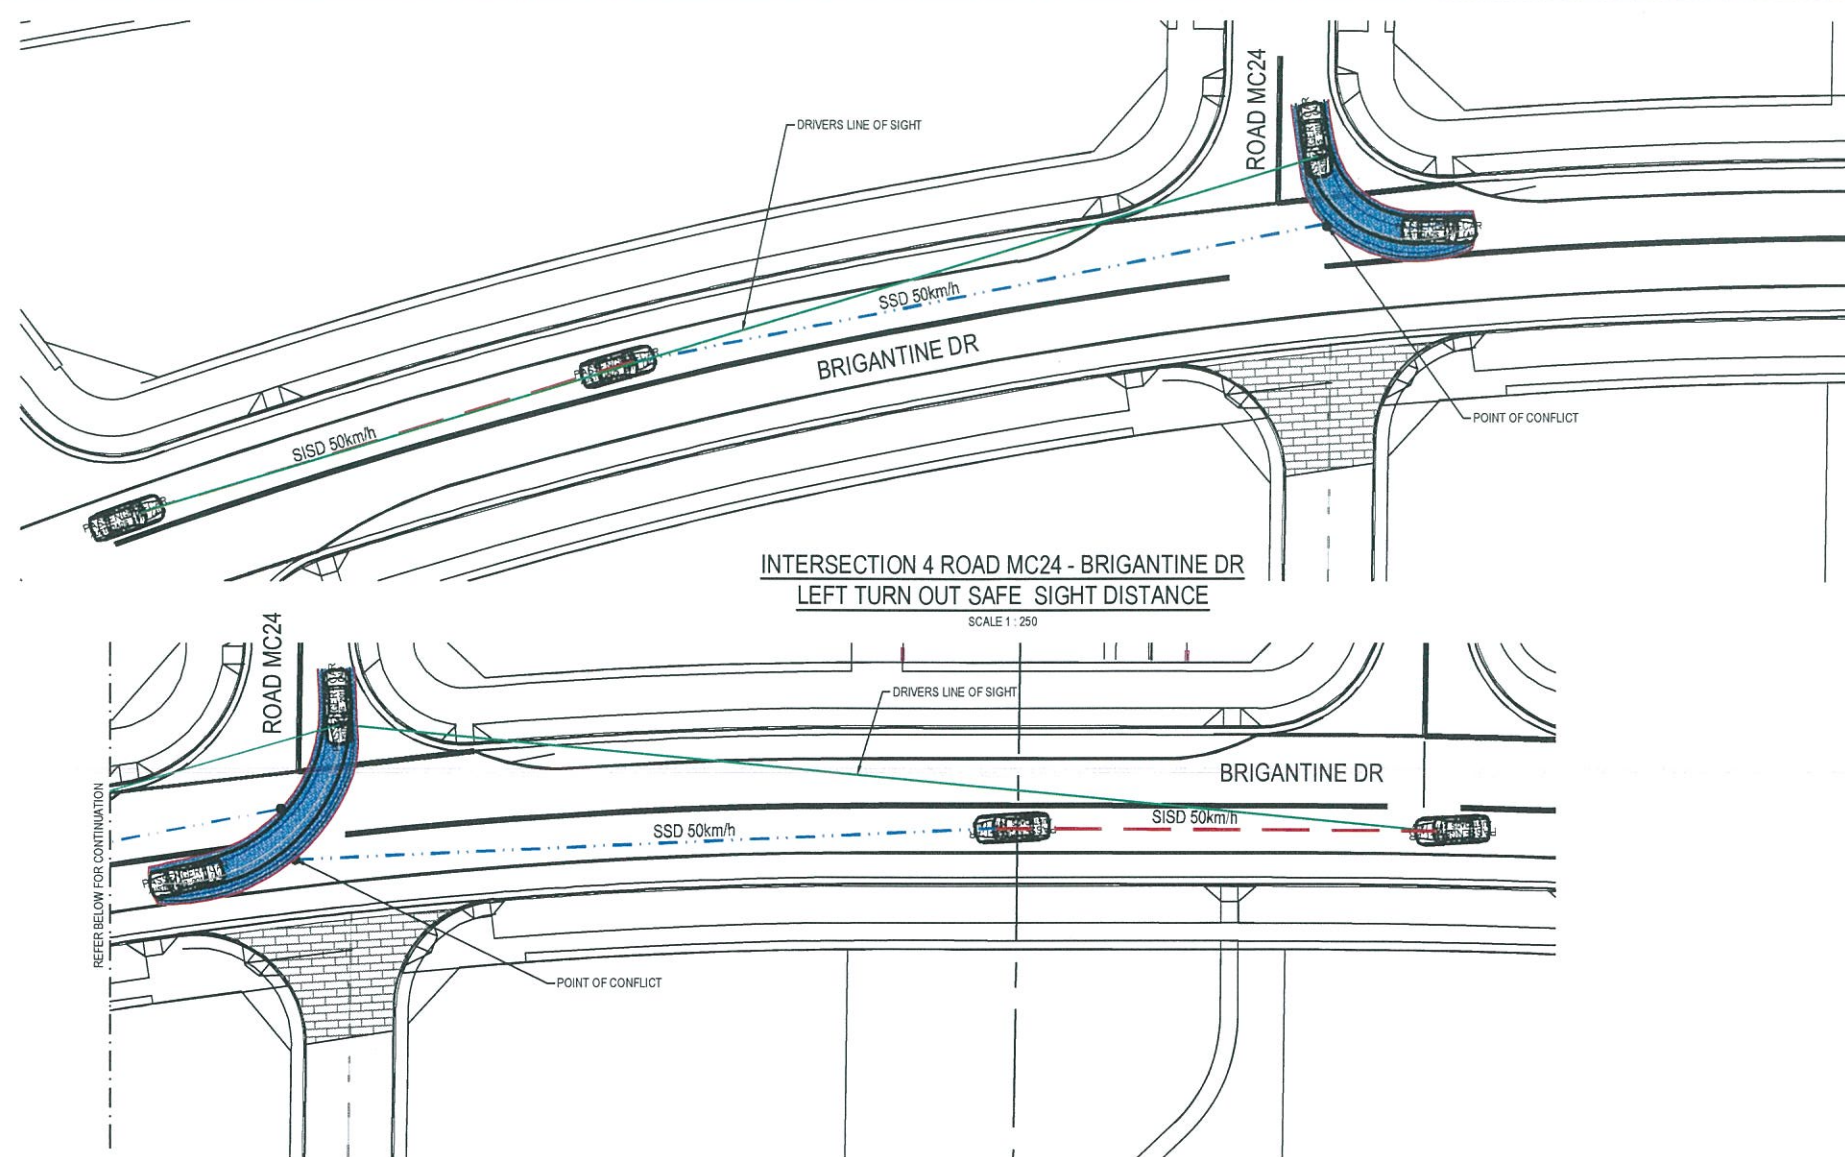 ROAD MC24
DRIVERS LINE OF SIGHT
SSD 50km/h
BRIGANTINE DR
SISD 50km/h
POINT OF CONFLICT
INTERSECTION 4 ROAD MC24 - BRIGANTINE DR
LEFT TURN OUT SAFE SIGHT DISTANCE
SCALE 1 : 250
ROAD MC24
DRIVERS LINE OF SIGHT
BRIGANTINE DR
SISD 50km/h
SSD 50km/h
REFER BELOW FOR CONTINUATION
POINT OF CONFLICT